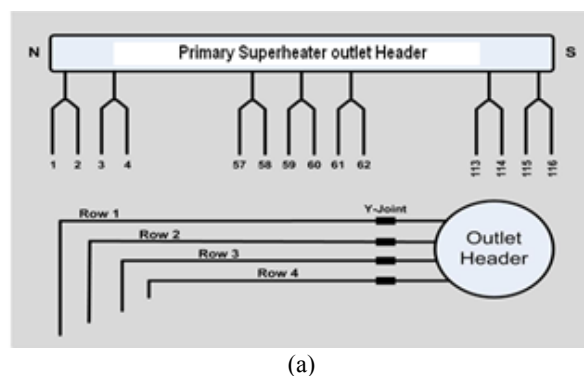 N Primary Superheater outlet Header S
1 2 3 4 57 58 59 60 61 62 113 114 115 116
Row 1 Y-Joint
Row 2
Row 3
Row 4
Outlet
Header
(a)